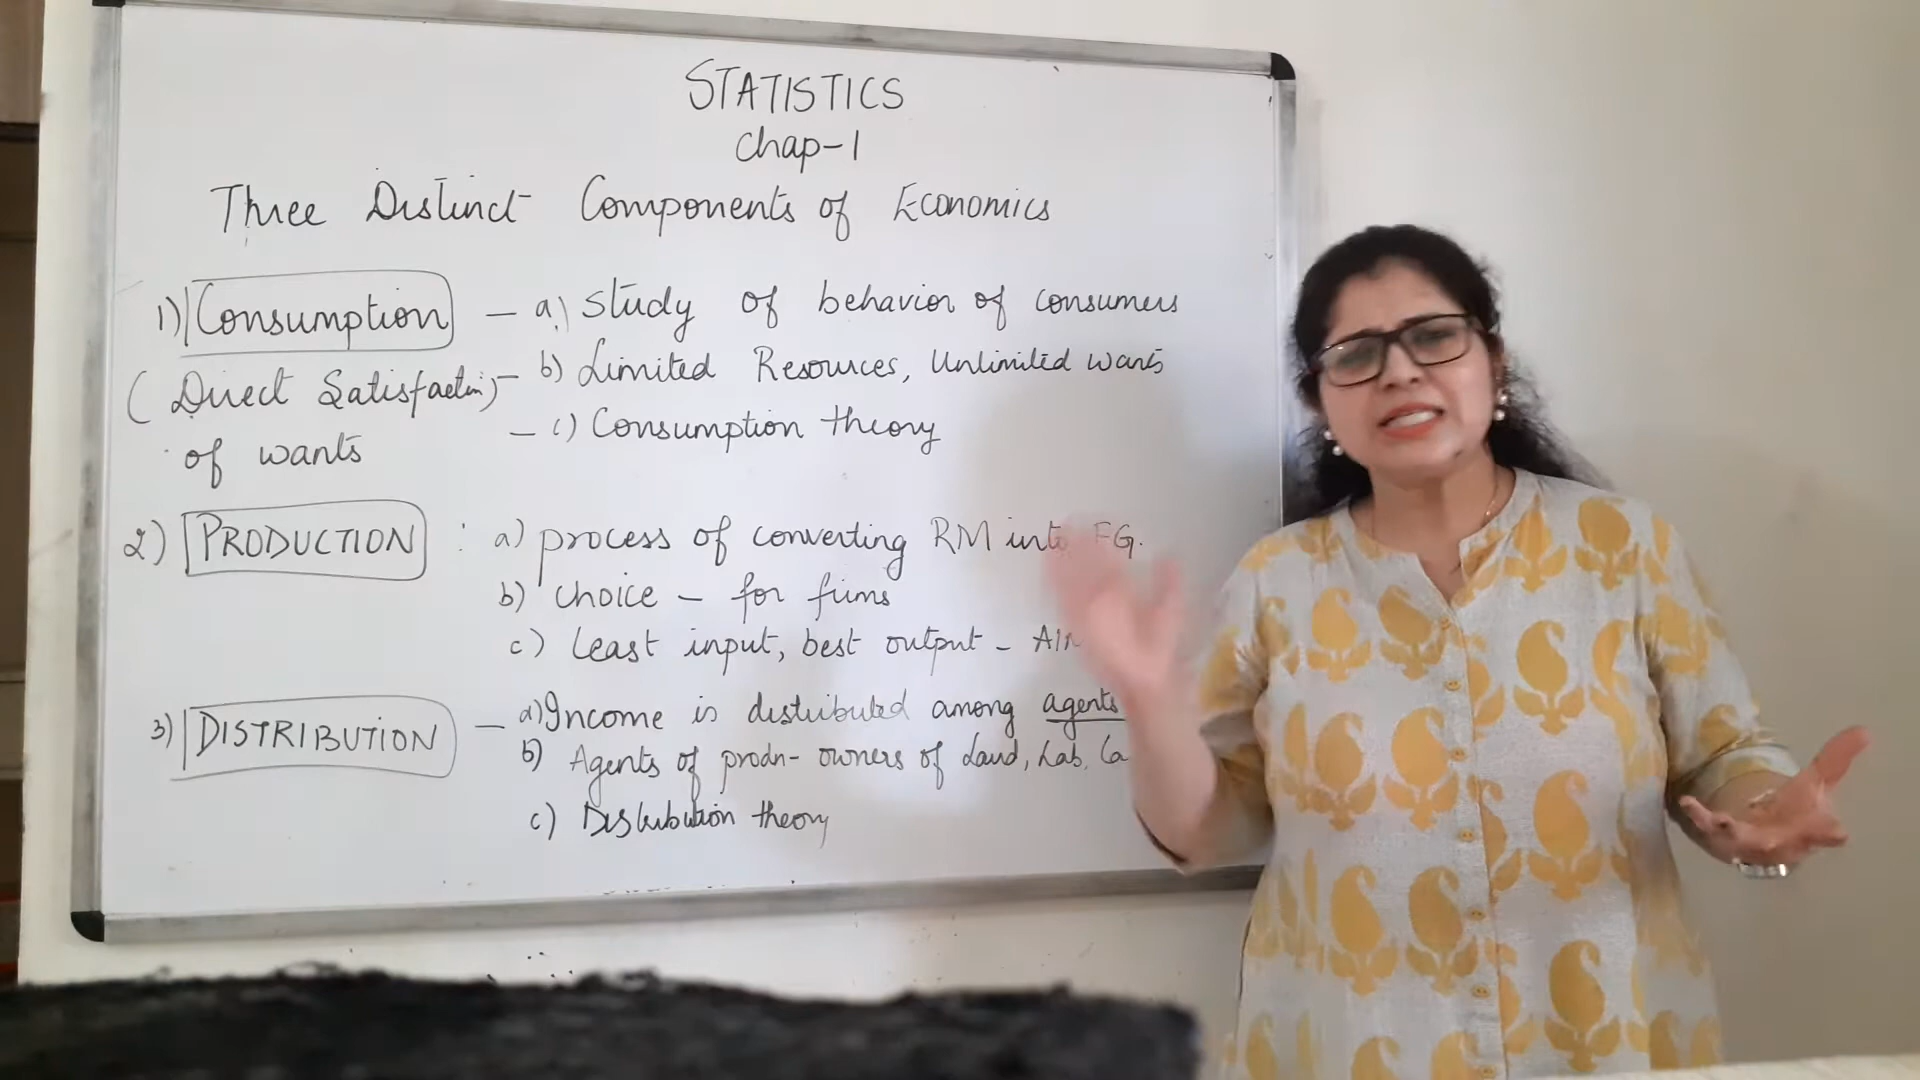 STATISTICS
Chap-1
Three Distinct Components of Economics
1) Consumption - a) Study of behavior of consumers
(Direct Satisfaction) - b) Limited Resources, Unlimited wants
of wants - c) Consumption theory
2) PRODUCTION : a) process of converting RM into FG.
b) choice - for firms
c) Least input, best output -
3) DISTRIBUTION - a) Income is distributed among agents
b) Agents of prodn - owners of Land, Lab,
c) Distribution theory